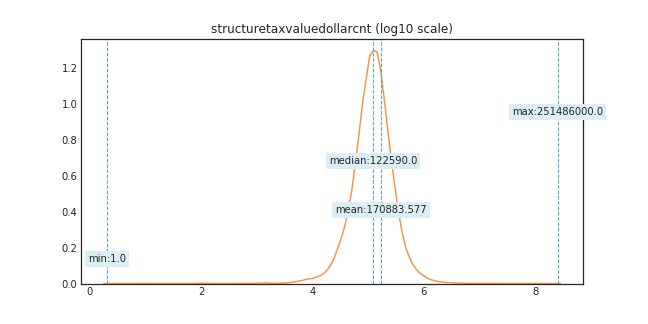 structuretaxvaluedollarcnt (log10 scale)
1.2
1.0
max:251486000.0
0.8
median:122590.0
0.6
0.4
mean:170883.577
0.2
min:1.0
0.0
0 2 4 6 8